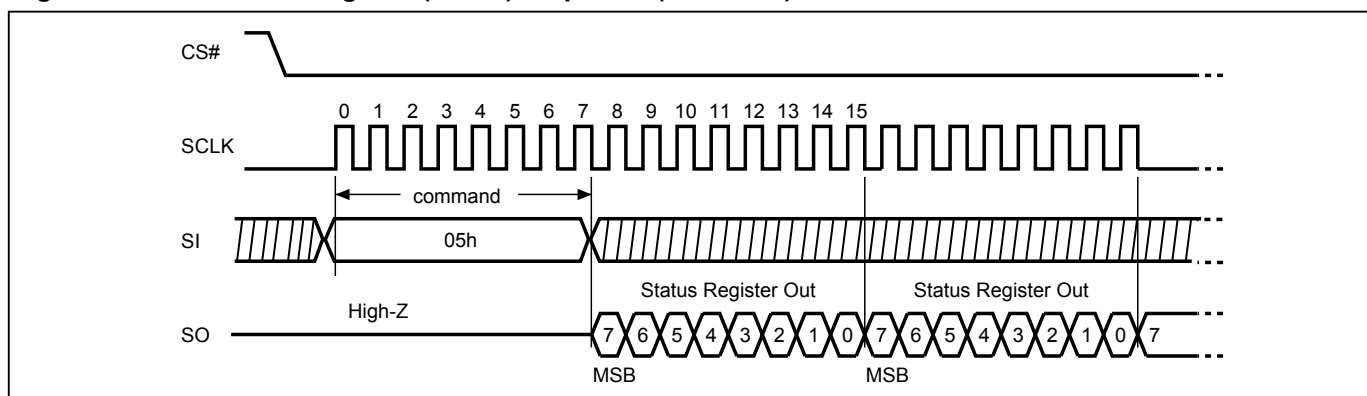 CS#
0 1 2 3 4 5 6 7 8 9 10 11 12 13 14 15
SCLK
command
SI
05h
Status Register Out Status Register Out
High-Z
SO
7 6 5 4 3 2 1 0 7 6 5 4 3 2 1 0 7
MSB MSB